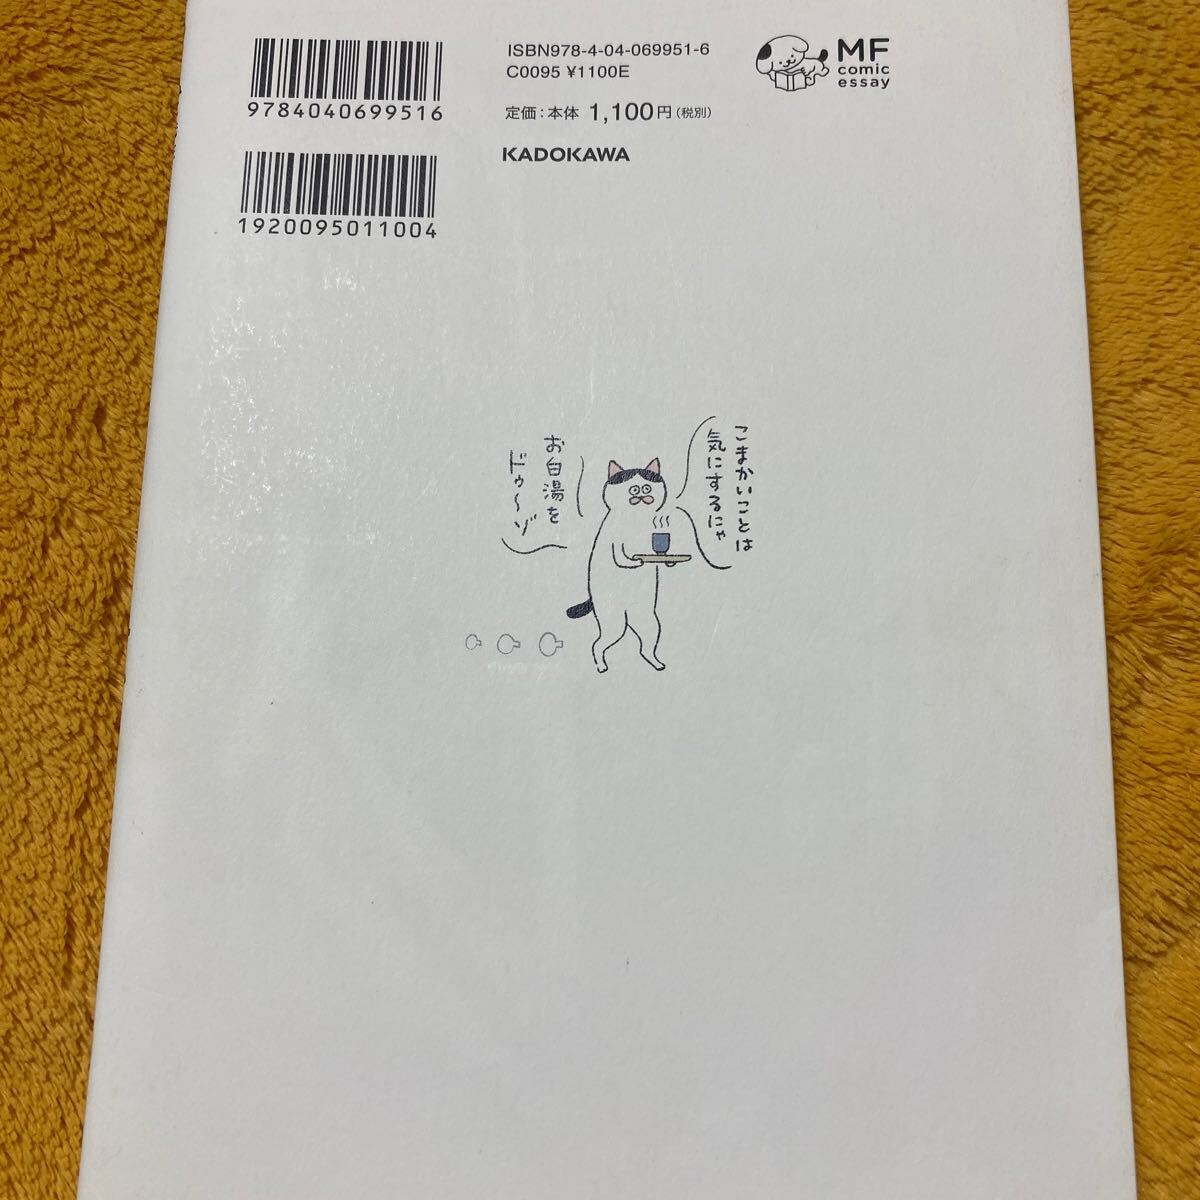 9784040699516
1920095011004
ISBN978-4-04-069951-6
C0095 ¥1100E
定価:本体 1,100円(税別)
KADOKAWA
MF
comic
essay
こまかいことは
気にするにゃ
お白湯を
ドゥ〜ゾ